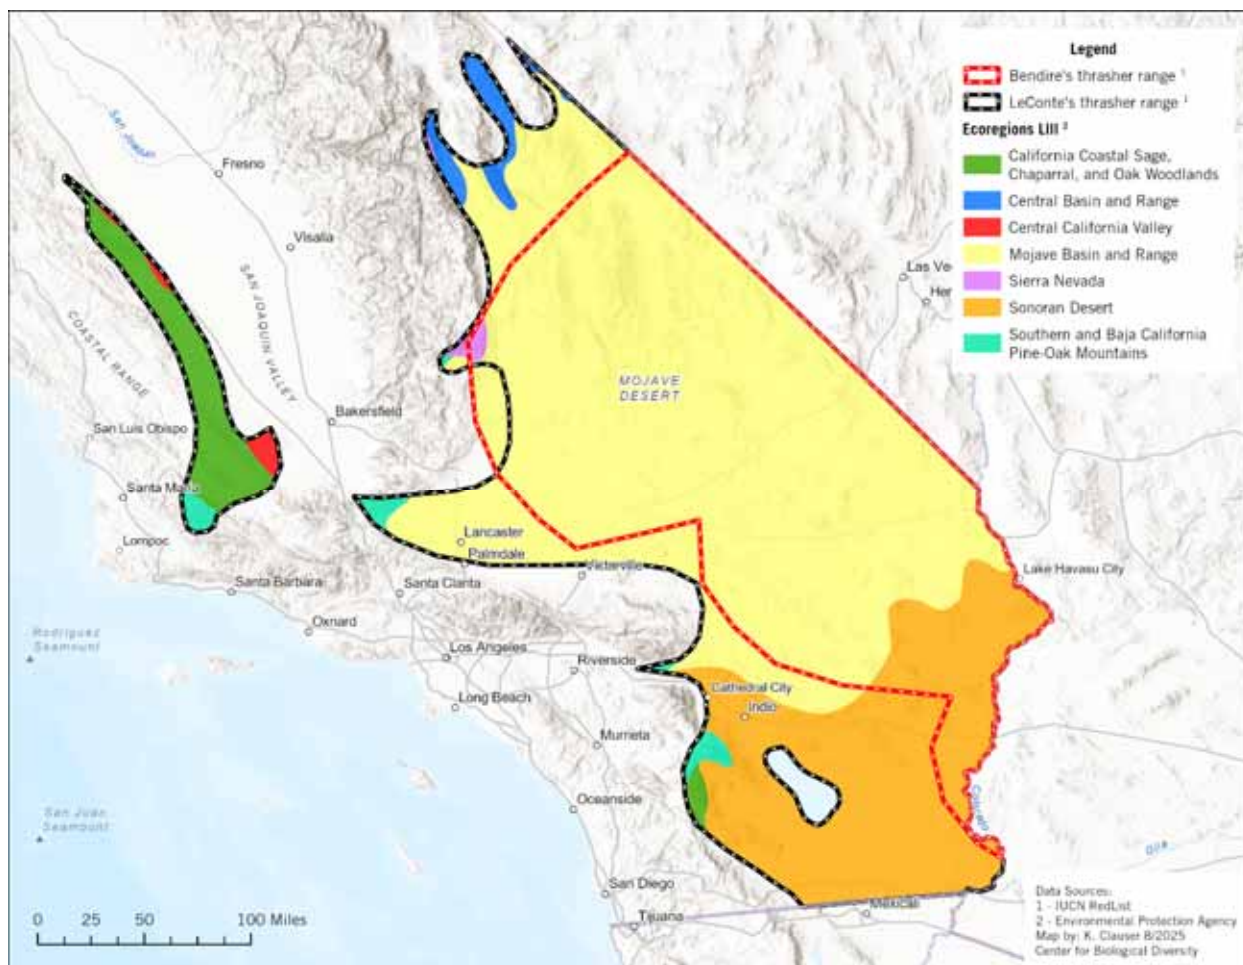 Legend
Bendire's thrasher range 1
LeConte's thrasher range 1
Ecoregions LIII 2
California Coastal Sage,
Chaparral, and Oak Woodlands
Central Basin and Range
Central California Valley
Mojave Basin and Range
Sierra Nevada
Sonoran Desert
Southern and Baja California
Pine-Oak Mountains
San Joaquin
Fresno
Visalia
SAN JOAQUIN VALLEY
COASTAL RANGE
Las Ve
Her
MOJAVE
DESERT
Bakersfield
San Luis Obispo
Santa Maria
Lompoc
Lancaster
Palmdale
Victorville
Lake Havasu City
Santa Barbara
Santa Clarita
Oxnard
Rodriguez
Seamount
Los Angeles
Riverside
Long Beach
Cathedral City
Indio
Murrieta
Oceanside
San Juan
Seamount
Colorado
Gila
San Diego
Tijuana
Mexicali
0 25 50 100 Miles
Data Sources:
1 - IUCN RedList
2 - Environmental Protection Agency
Map by: K. Clauser 8/2025
Center for Biological Diversity